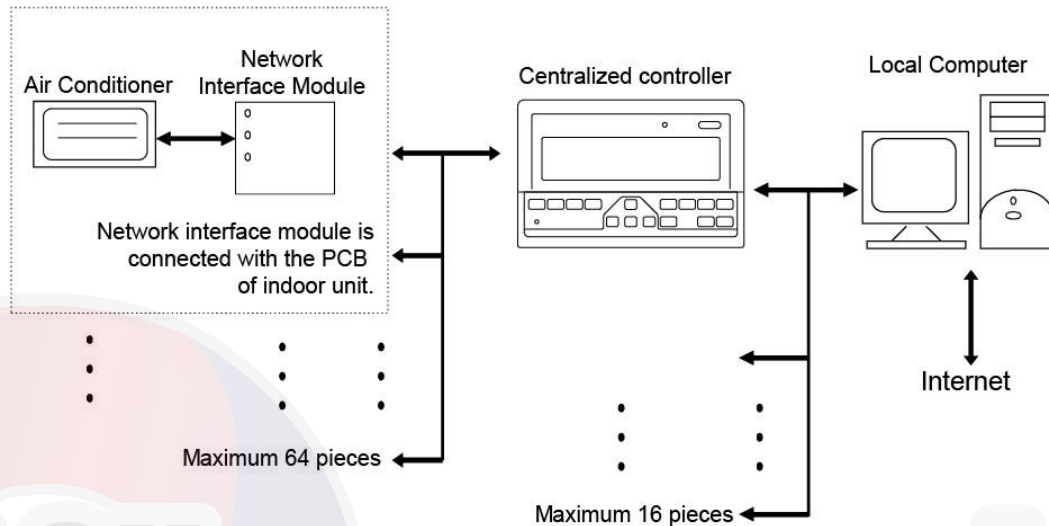 Air Conditioner
Network
Interface Module
Network interface module is
connected with the PCB
of indoor unit.
Maximum 64 pieces
Centralized controller
Maximum 16 pieces
Local Computer
Internet